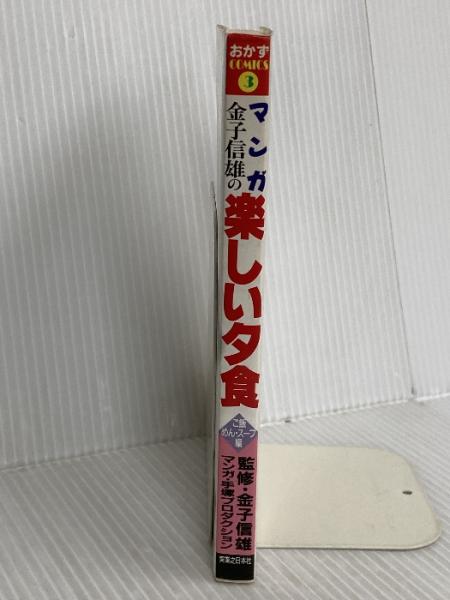 おかず
COMICS
3
マンガ
金子信雄の
楽しい夕食
ご飯
めん・スープ
編
監修・金子信雄
マンガ・手塚プロダクション
実業之日本社